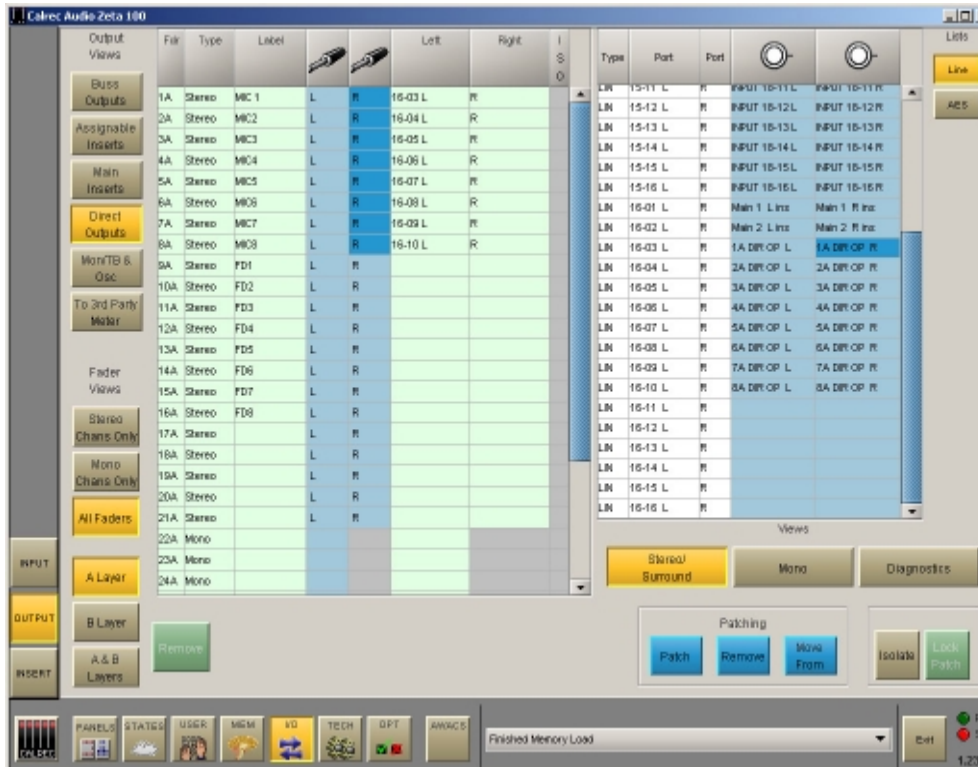 Calrec Audio Zeta 100
Output Views
Buss Outputs
Assignable Inserts
Main Inserts
Direct Outputs
Mon/TB & Osc
To 3rd Party Meter
Fader Views
Stereo Chans Only
Mono Chans Only
All Faders
A Layer
B Layer
A & B Layers
INPUT
OUTPUT
INSERT
Fdr Type Label Left Right ISO
1A Stereo MIC 1 L R 16-03 L R
2A Stereo MIC2 L R 16-04 L R
3A Stereo MIC3 L R 16-05 L R
4A Stereo MIC4 L R 16-06 L R
5A Stereo MIC5 L R 16-07 L R
6A Stereo MIC6 L R 16-08 L R
7A Stereo MIC7 L R 16-09 L R
8A Stereo MIC8 L R 16-10 L R
9A Stereo FD1 L R
10A Stereo FD2 L R
11A Stereo FD3 L R
12A Stereo FD4 L R
13A Stereo FD5 L R
14A Stereo FD6 L R
15A Stereo FD7 L R
16A Stereo FD8 L R
17A Stereo L R
18A Stereo L R
19A Stereo L R
20A Stereo L R
21A Stereo L R
22A Mono
23A Mono
24A Mono
Remove
Type Port Port
LIN 15-11 L R INPUT 18-11 L INPUT 18-11 R
LIN 15-12 L R INPUT 18-12 L INPUT 18-12 R
LIN 15-13 L R INPUT 18-13 L INPUT 18-13 R
LIN 15-14 L R INPUT 18-14 L INPUT 18-14 R
LIN 15-15 L R INPUT 18-15 L INPUT 18-15 R
LIN 15-16 L R INPUT 18-16 L INPUT 18-16 R
LIN 16-01 L R Main 1 L ins Main 1 R ins
LIN 16-02 L R Main 2 L ins Main 2 R ins
LIN 16-03 L R 1A DIR OP L 1A DIR OP R
LIN 16-04 L R 2A DIR OP L 2A DIR OP R
LIN 16-05 L R 3A DIR OP L 3A DIR OP R
LIN 16-06 L R 4A DIR OP L 4A DIR OP R
LIN 16-07 L R 5A DIR OP L 5A DIR OP R
LIN 16-08 L R 6A DIR OP L 6A DIR OP R
LIN 16-09 L R 7A DIR OP L 7A DIR OP R
LIN 16-10 L R 8A DIR OP L 8A DIR OP R
LIN 16-11 L R
LIN 16-12 L R
LIN 16-13 L R
LIN 16-14 L R
LIN 16-15 L R
LIN 16-16 L R
Lists
Line
AES
Views
Stereo/ Surround
Mono
Diagnostics
Patching
Patch
Remove
Move From
Isolate
Lock Patch
CALREC
PANELS
STATES
USER
MEM
I/O
TECH
OPT
AWACS
Finished Memory Load
Exit
1.23